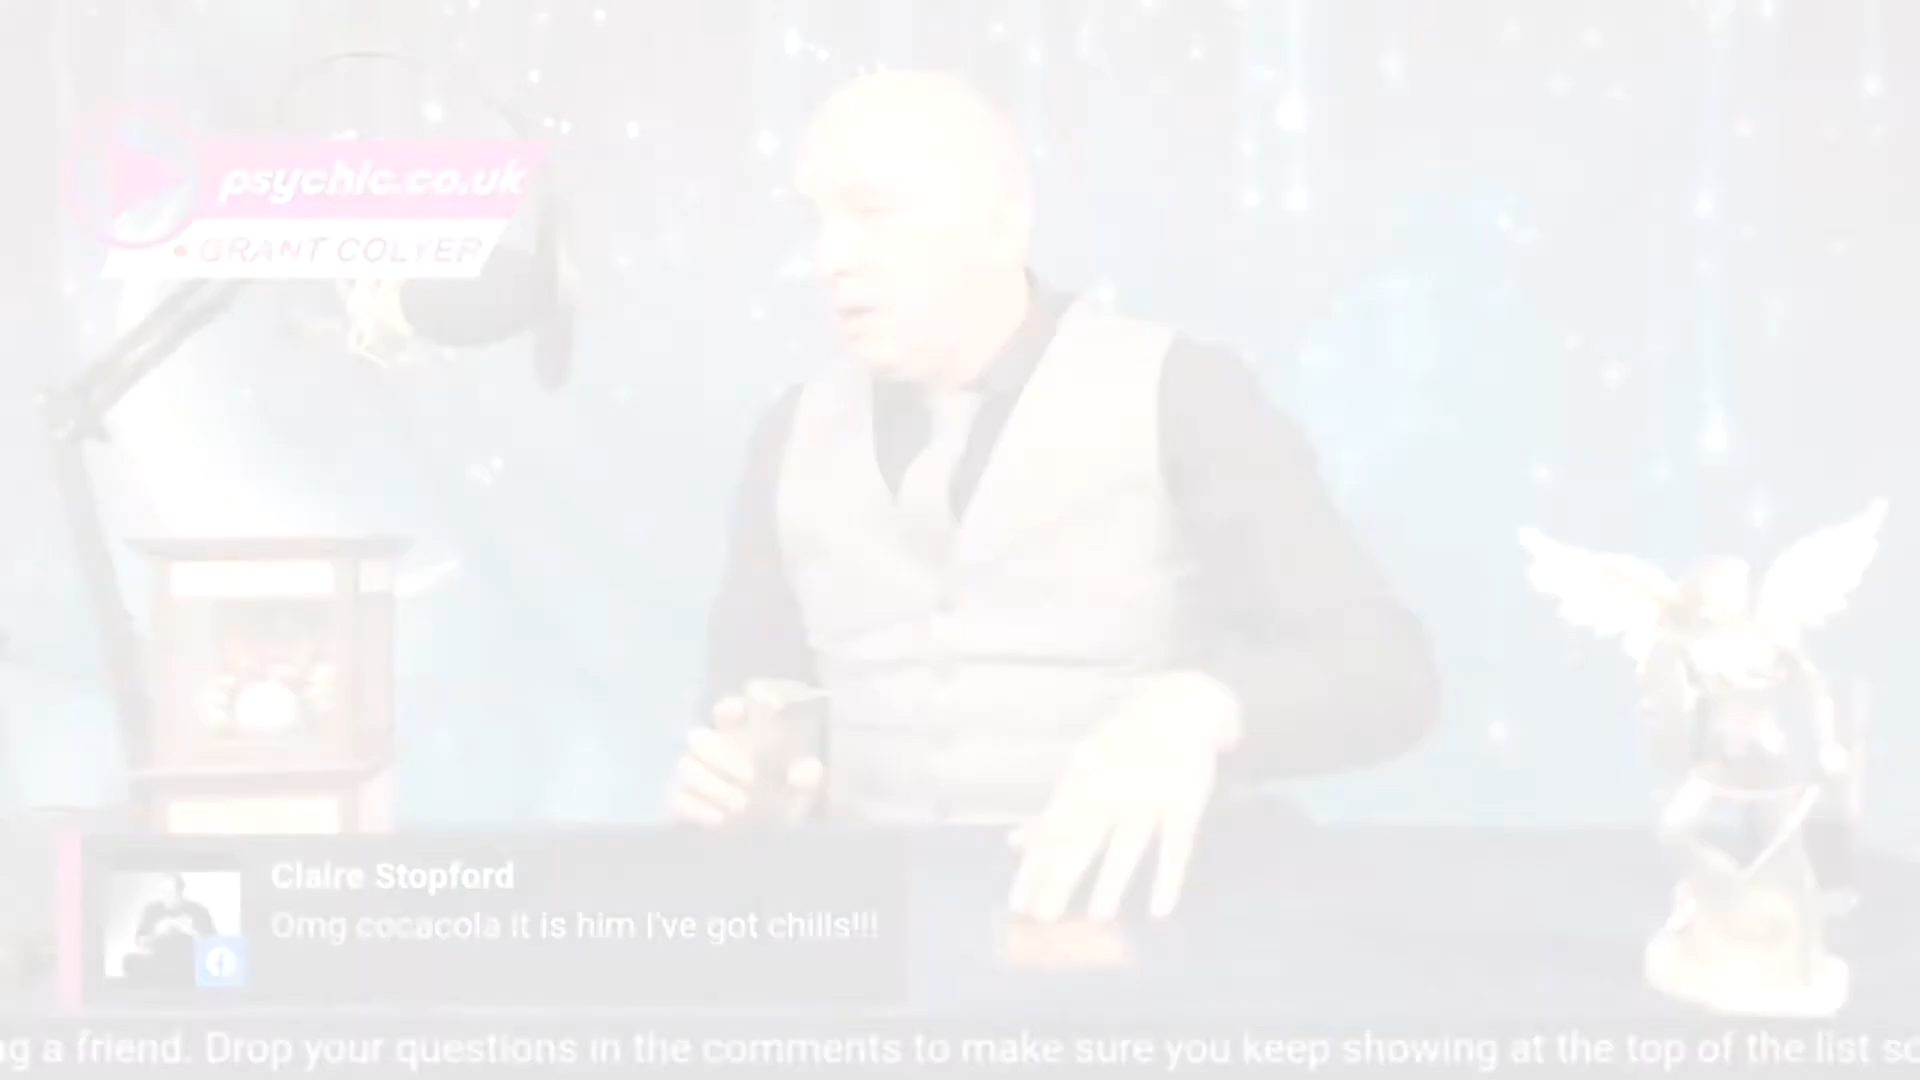 psychic.co.uk
• GRANT COLYER
Claire Stopford
Omg cocacola it is him I've got chills!!!
ng a friend. Drop your questions in the comments to make sure you keep showing at the top of the list so